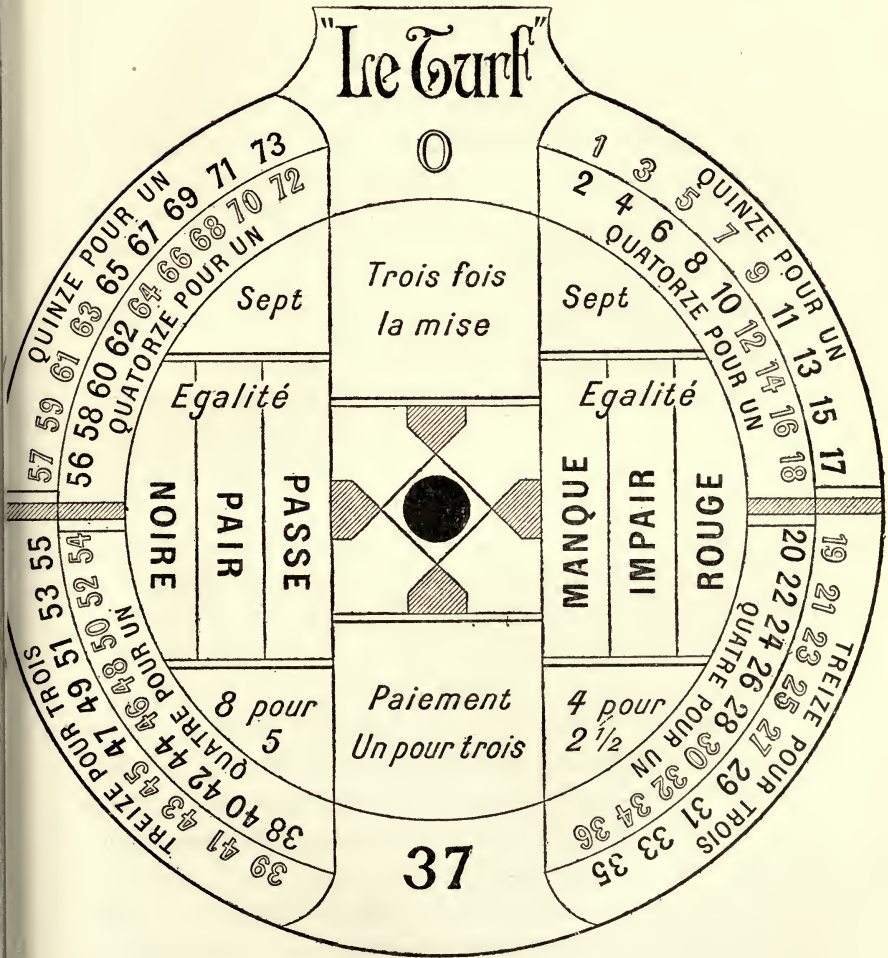 "Le Turf"
0
1 3 5 7 9 11 13 15 17
QUINZE POUR UN
2 4 6 8 10 12 14 16 18
QUATORZE POUR UN
19 21 23 25 27 29 31 33 35
TREIZE POUR TROIS
20 22 24 26 28 30 32 34 36
QUATRE POUR UN
37
39 41 43 45 47 49 51 53 55
TREIZE POUR TROIS
38 40 42 44 46 48 50 52 54
QUATRE POUR UN
57 59 61 63 65 67 69 71 73
QUINZE POUR UN
56 58 60 62 64 66 68 70 72
QUATORZE POUR UN
Sept
Trois fois
la mise
Sept
Egalité
NOIRE
PAIR
PASSE
Egalité
MANQUE
IMPAIR
ROUGE
8 pour
5
Paiement
Un pour trois
4 pour
2 1/2